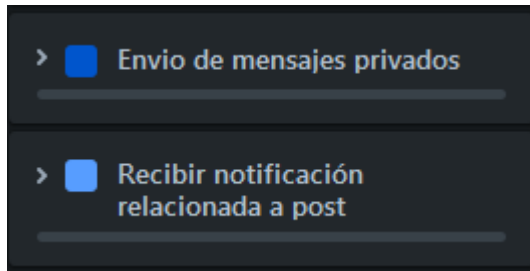 Envio de mensajes privados
Recibir notificación
relacionada a post